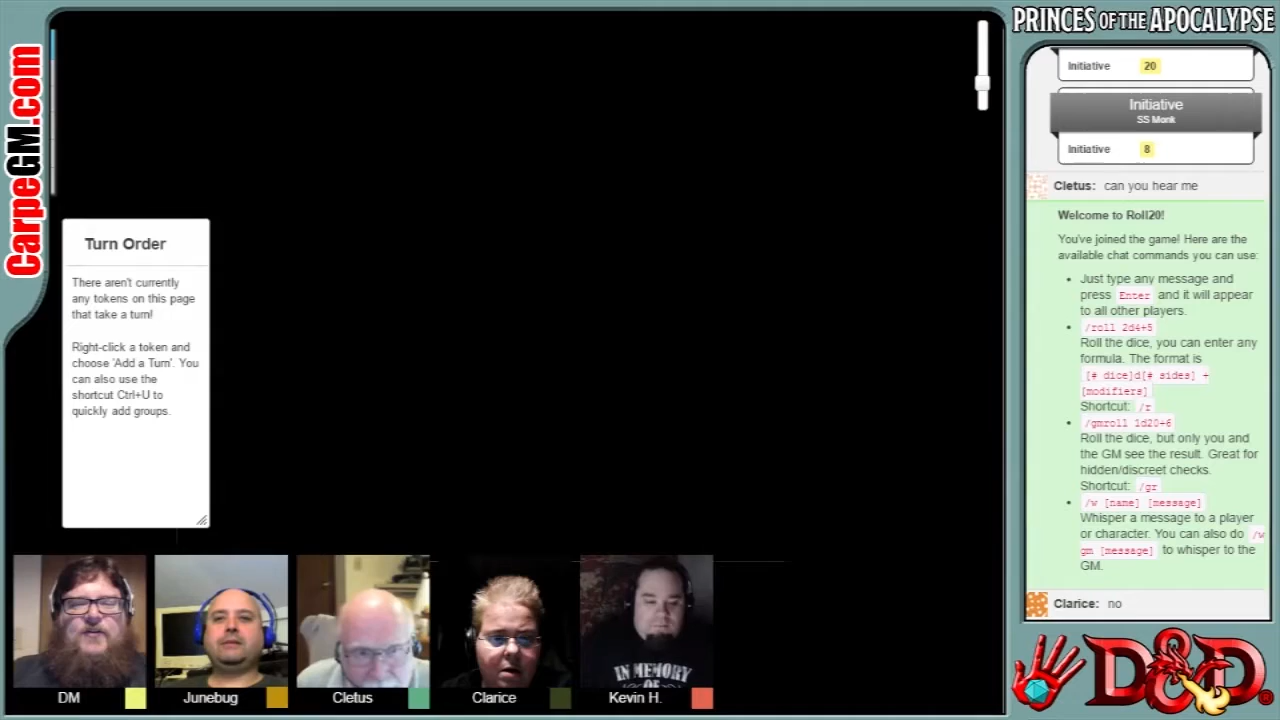 CarpeGM.com
PRINCES OF THE APOCALYPSE
Initiative 20
Initiative
SS Monk
Initiative 8
Cletus: can you hear me
Welcome to Roll20!
You've joined the game! Here are the
available chat commands you can use:
• Just type any message and
press Enter and it will appear
to all other players.
• /roll 2d4+5
Roll the dice, you can enter any
formula. The format is
[# dice]d[# sides] +
[modifiers]
Shortcut: /r
• /gmroll 1d20+6
Roll the dice, but only you and
the GM see the result. Great for
hidden/discreet checks.
Shortcut: /gr
• /w [name] [message]
Whisper a message to a player
or character. You can also do /w
gm [message] to whisper to the
GM.
Clarice: no
Turn Order
There aren't currently
any tokens on this page
that take a turn!
Right-click a token and
choose 'Add a Turn'. You
can also use the
shortcut Ctrl+U to
quickly add groups.
IN MEMORY
OF
DM
Junebug
Cletus
Clarice
Kevin H.
D&D